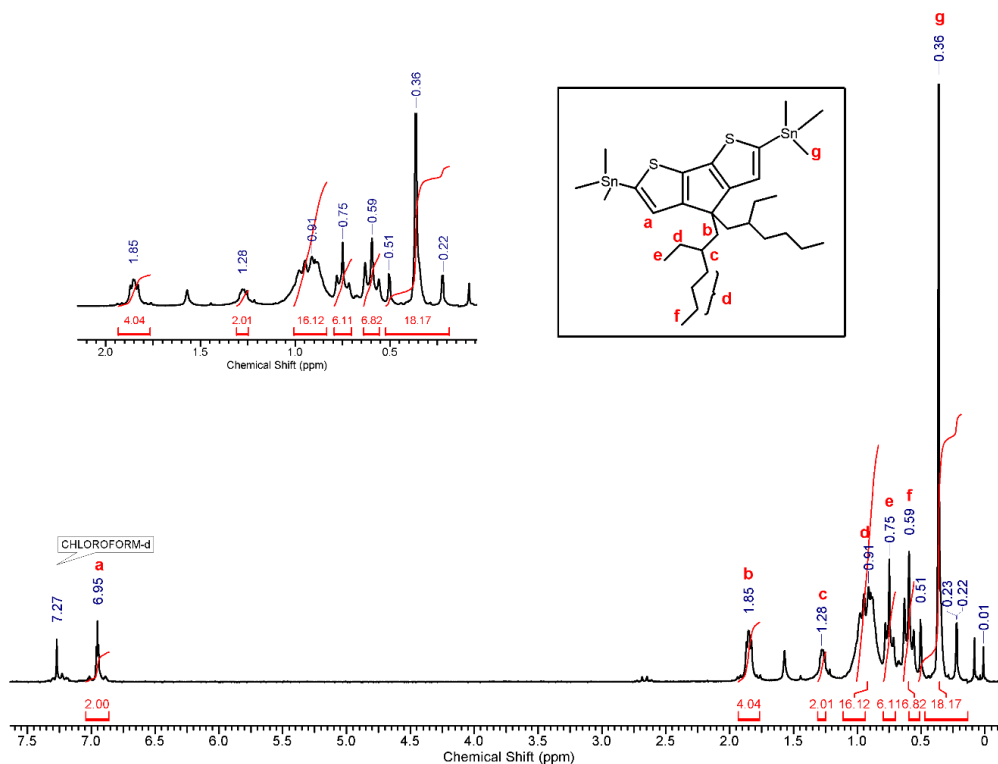 g
0.36
0.36
1.85
1.28
0.91
0.75
0.59
0.51
0.22
4.04
2.01
16.12
6.11
6.82
18.17
2.0
1.5
1.0
0.5
Chemical Shift (ppm)
S
S
Sn
g
Sn
a
b
d
e
c
d
f
CHLOROFORM-d
7.27
a
6.95
b
1.85
c
1.28
d
0.91
e
0.75
f
0.59
0.51
0.23
0.22
0.01
2.00
4.04
2.01
16.12
6.11
6.82
18.17
7.5
7.0
6.5
6.0
5.5
5.0
4.5
4.0
3.5
3.0
2.5
2.0
1.5
1.0
0.5
0
Chemical Shift (ppm)